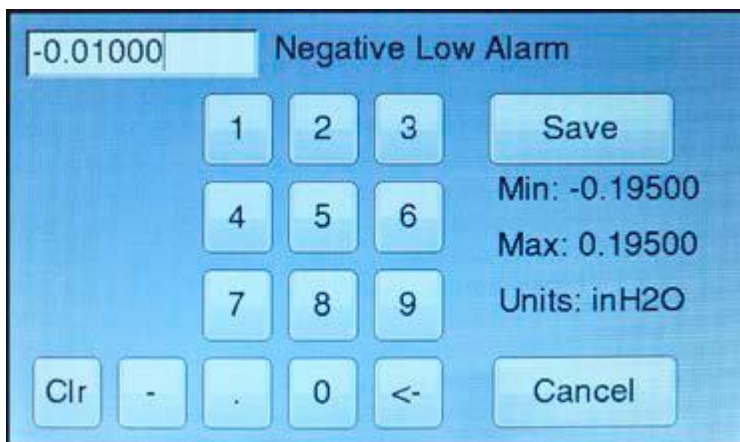 -0.01000 Negative Low Alarm
1 2 3 Save
Min: -0.19500
4 5 6
Max: 0.19500
7 8 9 Units: inH2O
Clr - . 0 <- Cancel